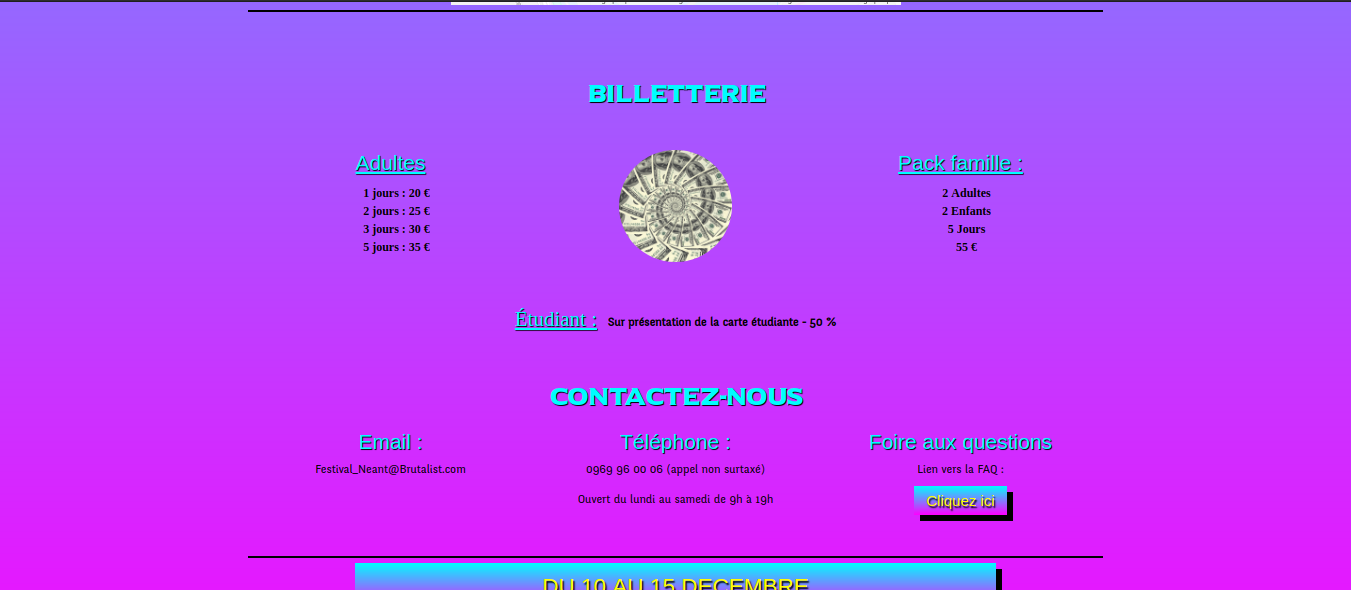 BILLETTERIE
Adultes
1 jours : 20 €
2 jours : 25 €
3 jours : 30 €
5 jours : 35 €
Pack famille :
2 Adultes
2 Enfants
5 Jours
55 €
Étudiant : Sur présentation de la carte étudiante - 50 %
CONTACTEZ-NOUS
Email :
Festival_Neant@Brutalist.com
Téléphone :
0969 96 00 06 (appel non surtaxé)
Ouvert du lundi au samedi de 9h à 19h
Foire aux questions
Lien vers la FAQ :
Cliquez ici
DU 10 AU 15 DECEMBRE